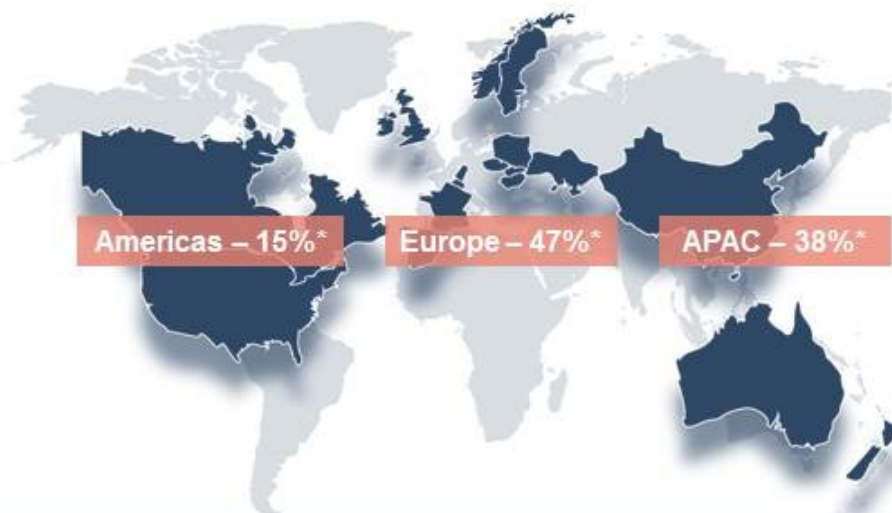 Americas – 15%*
Europe – 47%*
APAC – 38%*